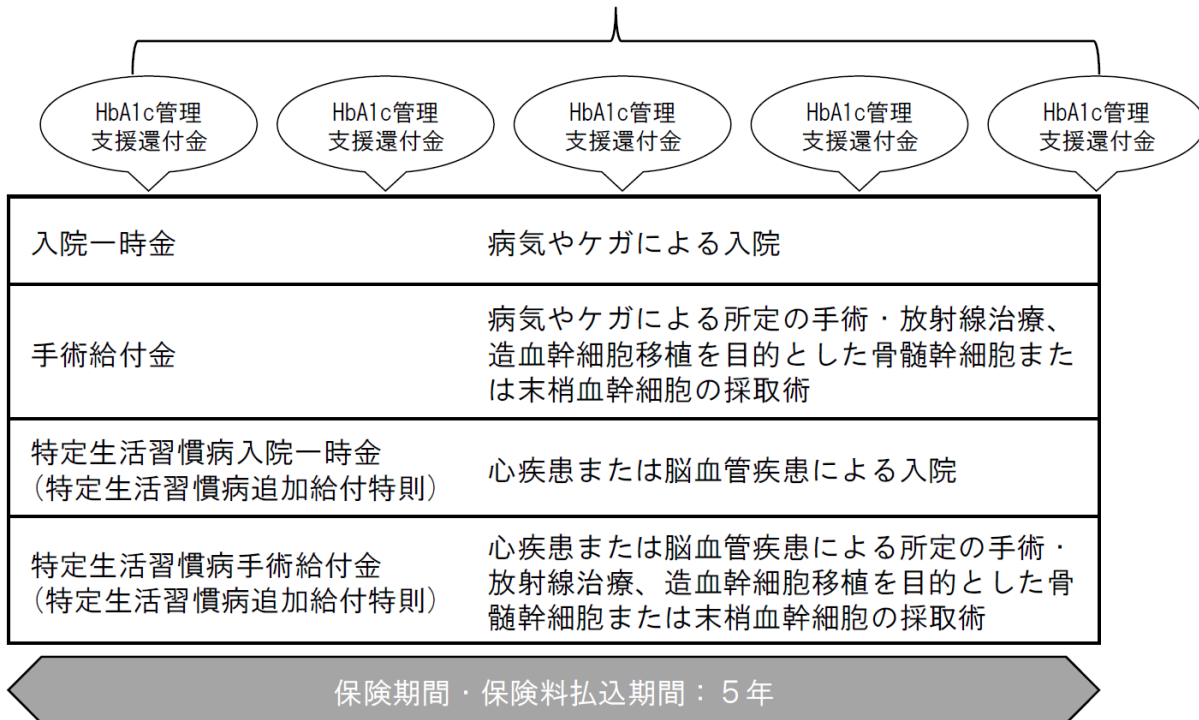 HbA1c管理
支援還付金
HbA1c管理
支援還付金
HbA1c管理
支援還付金
HbA1c管理
支援還付金
HbA1c管理
支援還付金
入院一時金
病気やケガによる入院
手術給付金
病気やケガによる所定の手術・放射線治療、
造血幹細胞移植を目的とした骨髄幹細胞また
は末梢血幹細胞の採取術
特定生活習慣病入院一時金
(特定生活習慣病追加給付特則)
心疾患または脳血管疾患による入院
特定生活習慣病手術給付金
(特定生活習慣病追加給付特則)
心疾患または脳血管疾患による所定の手術・
放射線治療、造血幹細胞移植を目的とした骨
髄幹細胞または末梢血幹細胞の採取術
保険期間・保険料払込期間：５年